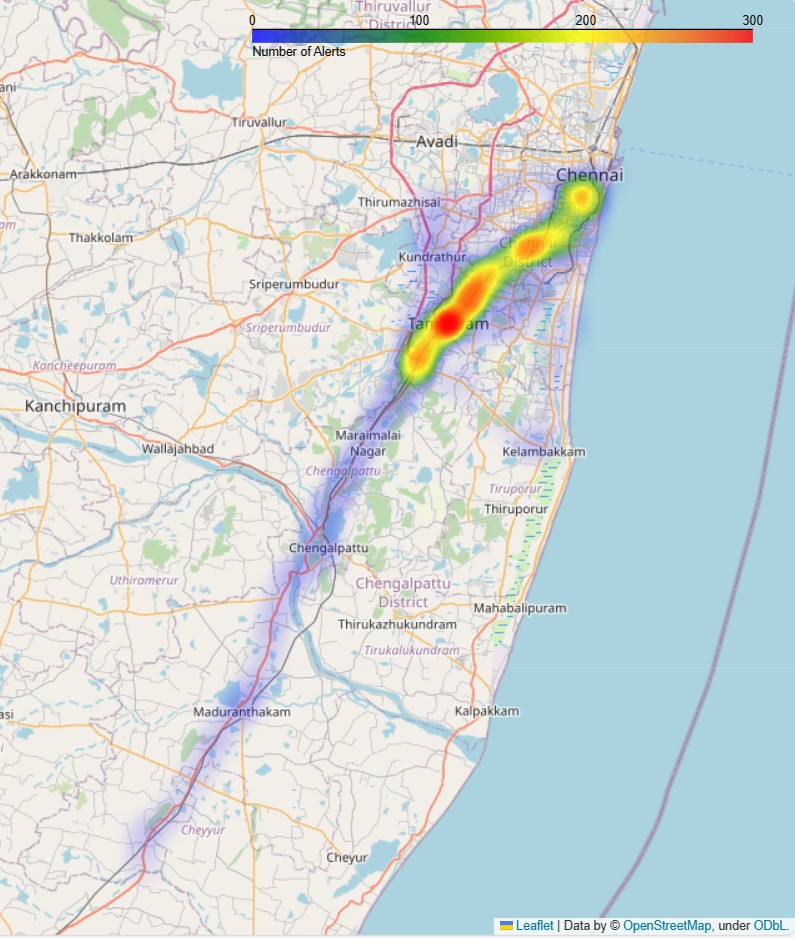 Thiruvallur
District
0 100 200 300
Number of Alerts
ani
Tiruvallur
Avadi
Arakkonam
Chennai
Thirumazhisai
am
Thakkolam
Chennai
District
Kundrathur
Sriperumbudur
Tambaram
Sriperumbudur
Kancheepuram
Kanchipuram
Maraimalai
Nagar
Wallajahbad
Kelambakkam
Chengalpattu
Tiruporur
Thiruporur
Chengalpattu
Uthiramerur
Chengalpattu
District
Mahabalipuram
Thirukazhukundram
Tirukalukundram
asi
Maduranthakam
Kalpakkam
i
Cheyyur
Cheyur
Leaflet | Data by © OpenStreetMap, under ODbL.